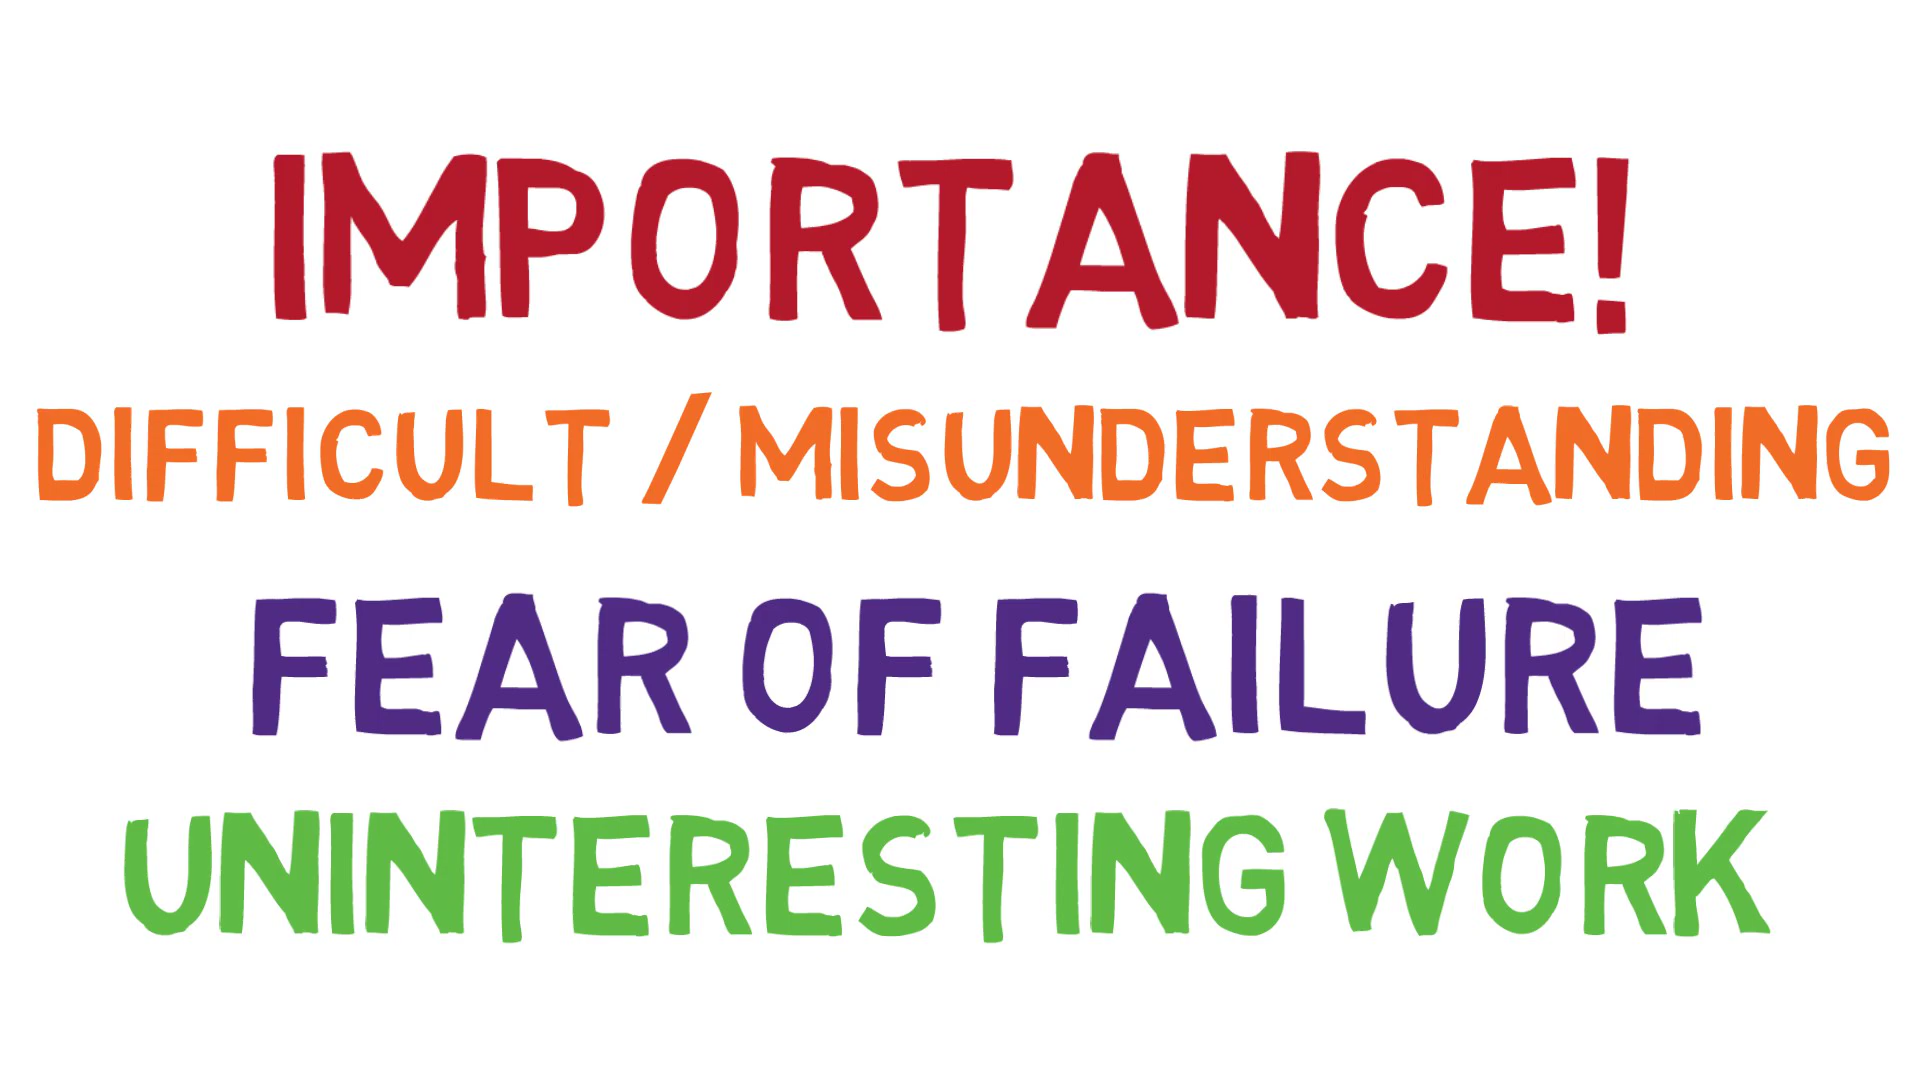 IMPORTANCE!
DIFFICULT / MISUNDERSTANDING
FEAR OF FAILURE
UNINTERESTING WORK